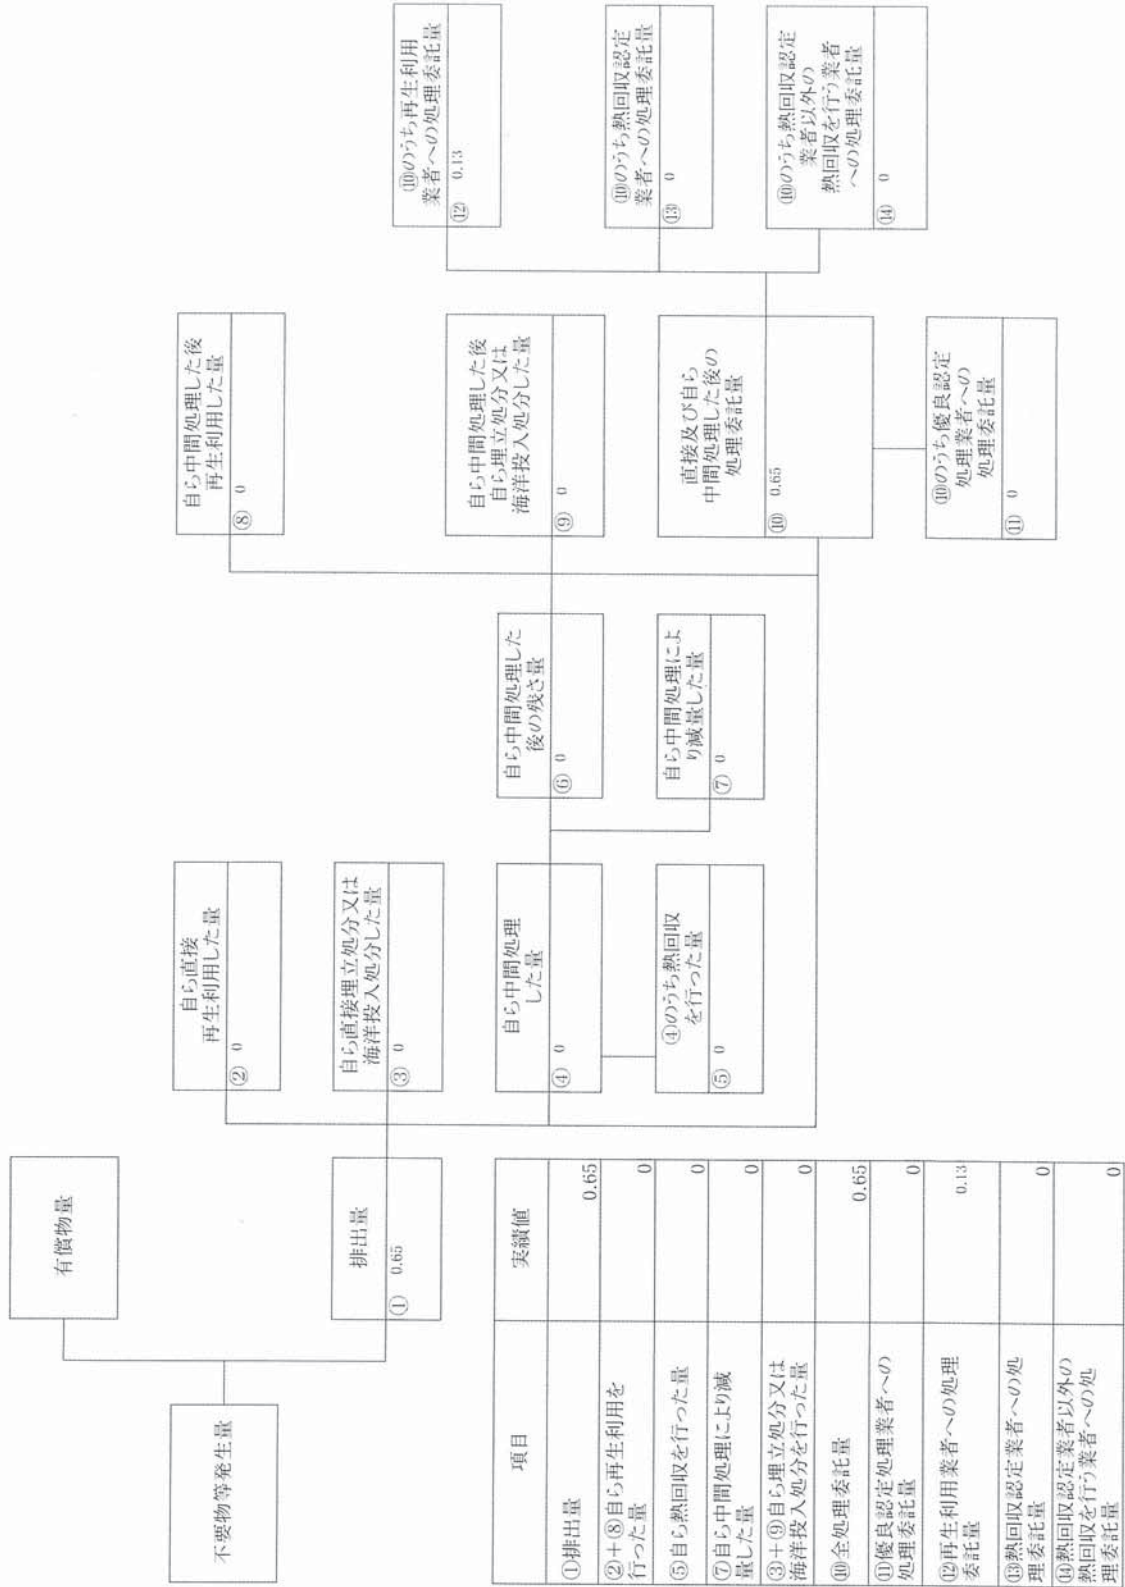 不要物等発生量
有償物量
排出量
① 0.65
自ら直接
再生利用した量
② 0
自ら直接埋立処分又は
海洋投入処分した量
③ 0
自ら中間処理
した量
④ 0
④のうち熱回収
を行った量
⑤ 0
自ら中間処理した
後の残さ量
⑥ 0
自ら中間処理によ
り減量した量
⑦ 0
自ら中間処理した後
再生利用した量
⑧ 0
自ら中間処理した後
自ら埋立処分又は
海洋投入処分した量
⑨ 0
直接及び自ら
中間処理した後の
処理委託量
⑩ 0.65
⑩のうち優良認定
処理業者への
処理委託量
⑪ 0
⑩のうち再生利用
業者への処理委託量
⑫ 0.13
⑩のうち熱回収認定
業者への処理委託量
⑬ 0
⑩のうち熱回収認定
業者以外の
熱回収を行う業者
への処理委託量
⑭ 0
項目 実績値
①排出量 0.65
②+⑧自ら再生利用を
行った量 0
⑤自ら熱回収を行った量 0
⑦自ら中間処理により減
量した量 0
③+⑨自ら埋立処分又は
海洋投入処分を行った量 0
⑩全処理委託量 0.65
⑪優良認定処理業者への
処理委託量 0
⑫再生利用業者への処理
委託量 0.13
⑬熱回収認定業者への処
理委託量 0
⑭熱回収認定業者以外の
熱回収を行う業者への処
理委託量 0